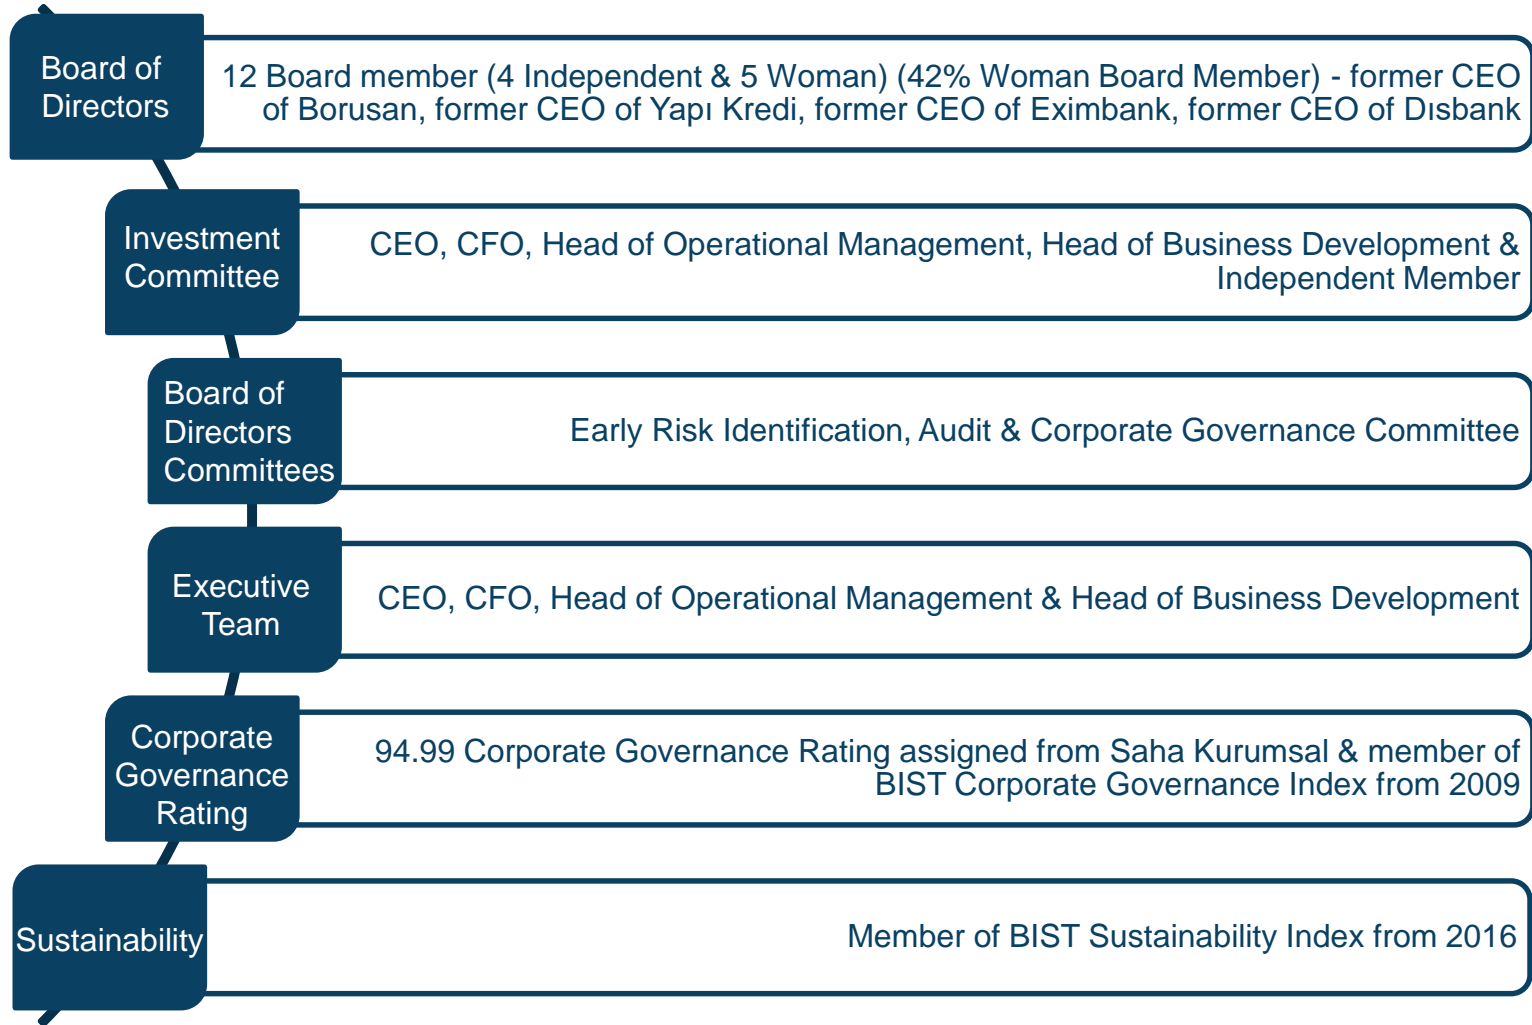 Board of
Directors
12 Board member (4 Independent & 5 Woman) (42% Woman Board Member) - former CEO
of Borusan, former CEO of Yapı Kredi, former CEO of Eximbank, former CEO of Dısbank
Investment
Committee
CEO, CFO, Head of Operational Management, Head of Business Development &
Independent Member
Board of
Directors
Committees
Early Risk Identification, Audit & Corporate Governance Committee
Executive
Team
CEO, CFO, Head of Operational Management & Head of Business Development
Corporate
Governance
Rating
94.99 Corporate Governance Rating assigned from Saha Kurumsal & member of
BIST Corporate Governance Index from 2009
Sustainability
Member of BIST Sustainability Index from 2016